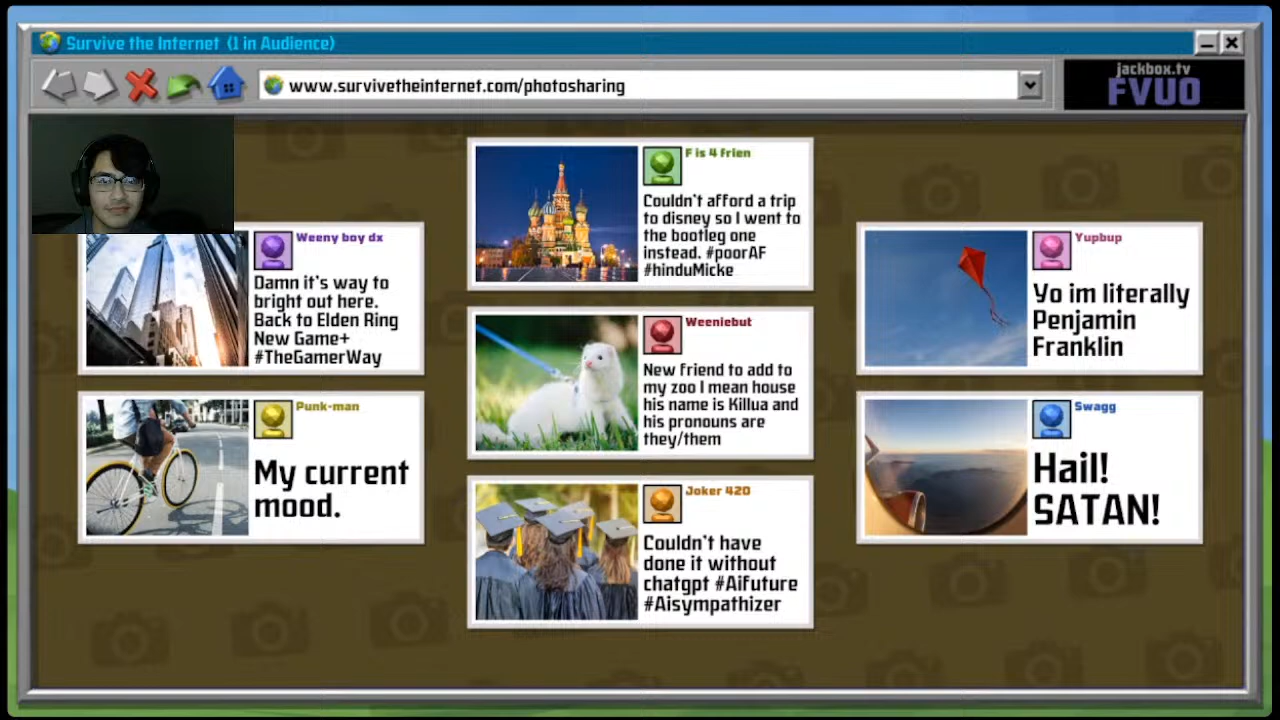 Survive the Internet (1 in Audience)
www.survivetheinternet.com/photosharing
jackbox.tv
FVUO
Weeny boy dx
Damn it's way to
bright out here.
Back to Elden Ring
New Game+
#TheGamerWay
Punk-man
My current
mood.
F is 4 frien
Couldn't afford a trip
to disney so I went to
the bootleg one
instead. #poorAF
#hinduMicke
Weeniebut
New friend to add to
my zoo I mean house
his name is Killua and
his pronouns are
they/them
Joker 420
Couldn't have
done it without
chatgpt #Aifuture
#Aisympathizer
Yupbup
Yo im literally
Penjamin
Franklin
Swagg
Hail!
SATAN!